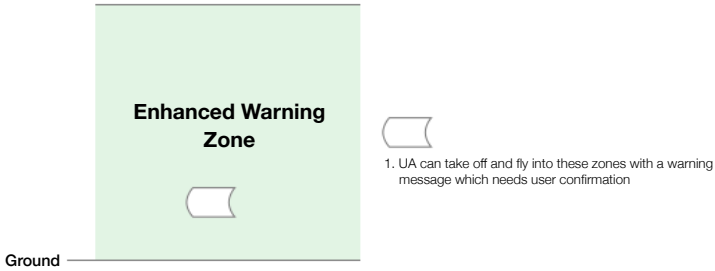 Enhanced Warning
Zone
1. UA can take off and fly into these zones with a warning
message which needs user confirmation
Ground